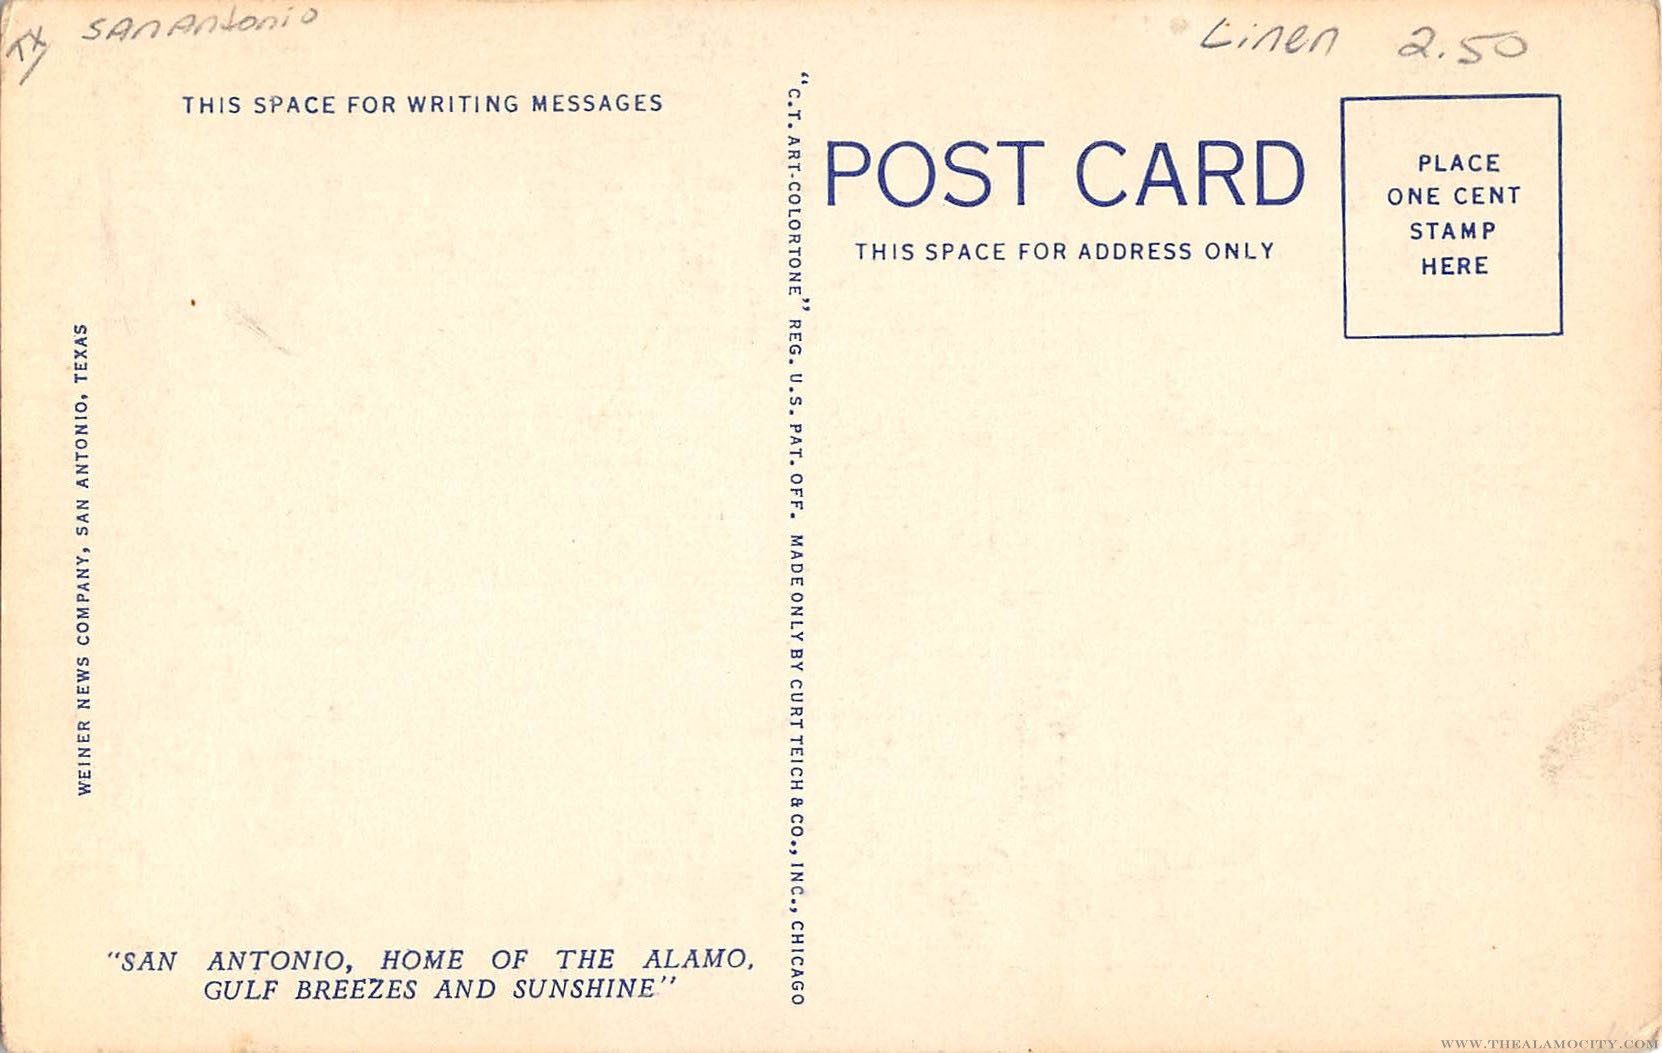 TX
SAN ANTONIO
Linen 2.50
THIS SPACE FOR WRITING MESSAGES
POST CARD
THIS SPACE FOR ADDRESS ONLY
PLACE
ONE CENT
STAMP
HERE
WEINER NEWS COMPANY, SAN ANTONIO, TEXAS
"C.T. ART-COLORTONE" REG. U.S. PAT. OFF. MADE ONLY BY CURT TEICH & CO., INC., CHICAGO
"SAN ANTONIO, HOME OF THE ALAMO,
GULF BREEZES AND SUNSHINE"
WWW.THEALAMOCITY.COM